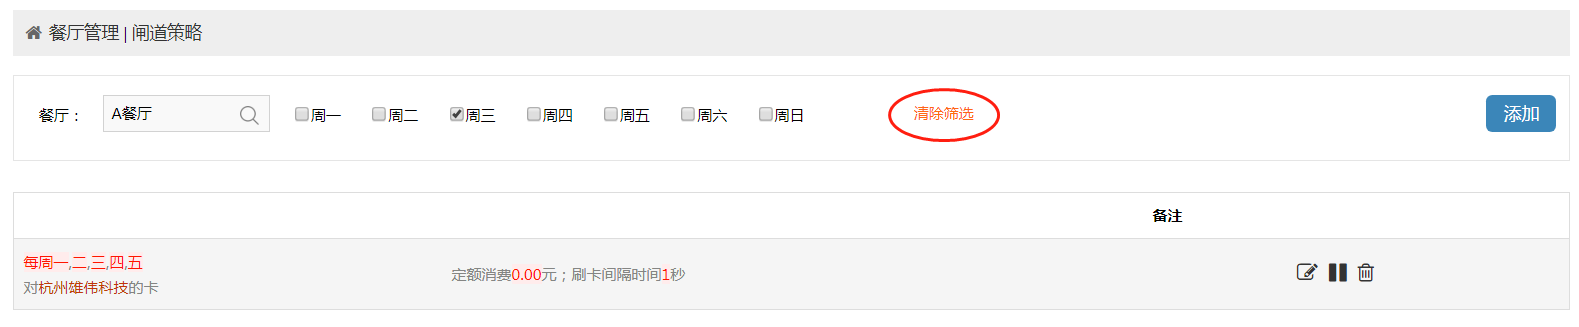 餐厅管理 | 闸道策略
餐厅： A餐厅 周一 周二 周三 周四 周五 周六 周日 清除筛选 添加
备注
每周一,二,三,四,五
对杭州雄伟科技的卡
定额消费0.00元；刷卡间隔时间1秒